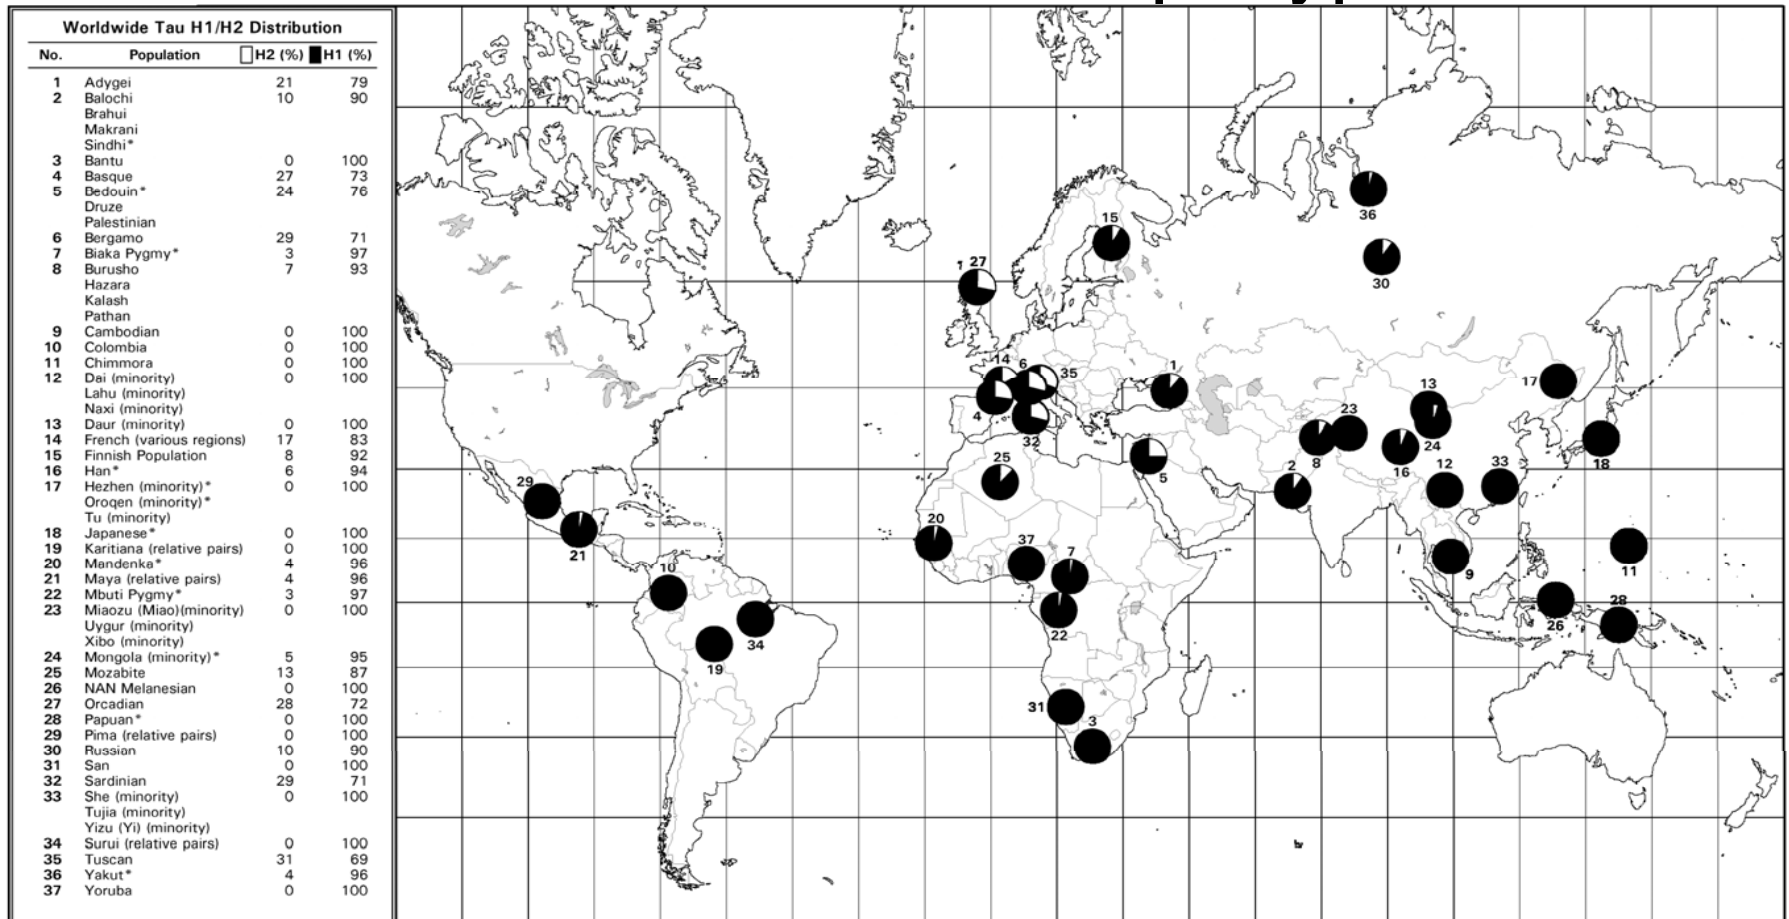 Worldwide Tau H1/H2 Distribution
No. Population H2 (%) H1 (%)
1 Adygei 21 79
2 Balochi 10 90
Brahui
Makrani
Sindhi*
3 Bantu 0 100
4 Basque 27 73
5 Bedouin* 24 76
Druze
Palestinian
6 Bergamo 29 71
7 Biaka Pygmy* 3 97
8 Burusho 7 93
Hazara
Kalash
Pathan
9 Cambodian 0 100
10 Colombia 0 100
11 Chimmora 0 100
12 Dai (minority) 0 100
Lahu (minority)
Naxi (minority)
13 Daur (minority) 0 100
14 French (various regions) 17 83
15 Finnish Population 8 92
16 Han* 6 94
17 Hezhen (minority)* 0 100
Oroqen (minority)*
Tu (minority)
18 Japanese* 0 100
19 Karitiana (relative pairs) 0 100
20 Mandenka* 4 96
21 Maya (relative pairs) 4 96
22 Mbuti Pygmy* 3 97
23 Miaozu (Miao)(minority) 0 100
Uygur (minority)
Xibo (minority)
24 Mongola (minority)* 5 95
25 Mozabite 13 87
26 NAN Melanesian 0 100
27 Orcadian 28 72
28 Papuan* 0 100
29 Pima (relative pairs) 0 100
30 Russian 10 90
31 San 0 100
32 Sardinian 29 71
33 She (minority) 0 100
Tujia (minority)
Yizu (Yi) (minority)
34 Surui (relative pairs) 0 100
35 Tuscan 31 69
36 Yakut* 4 96
37 Yoruba 0 100
36
15
27
30
14
6
35
1
17
13
4
23
32
24
18
8
16
25
5
2
12
33
29
20
21
37
7
10
9
11
26
28
22
34
19
31
3